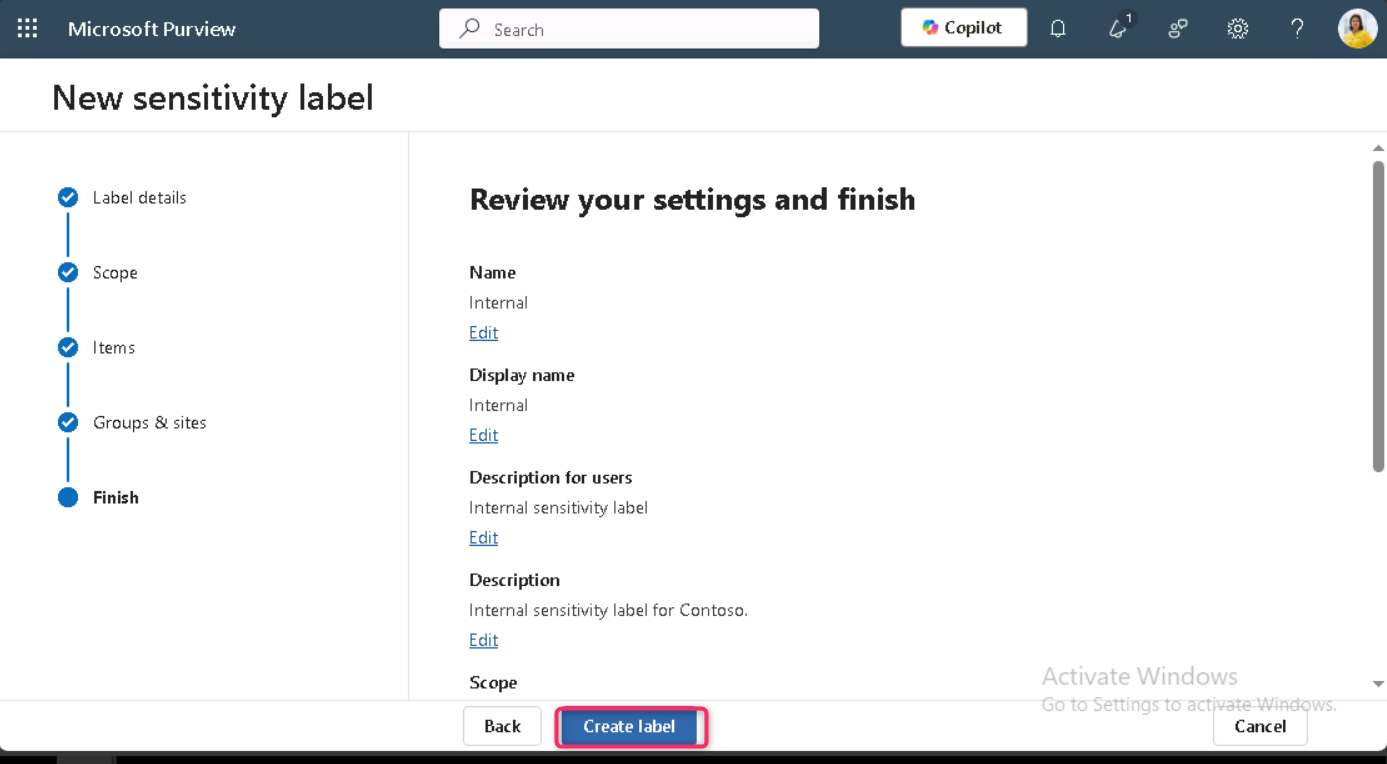 Microsoft Purview
Search
Copilot
1
?
New sensitivity label
Label details
Scope
Items
Groups & sites
Finish
Review your settings and finish
Name
Internal
Edit
Display name
Internal
Edit
Description for users
Internal sensitivity label
Edit
Description
Internal sensitivity label for Contoso.
Edit
Scope
Activate Windows
Go to Settings to activate Windows.
Back
Create label
Cancel